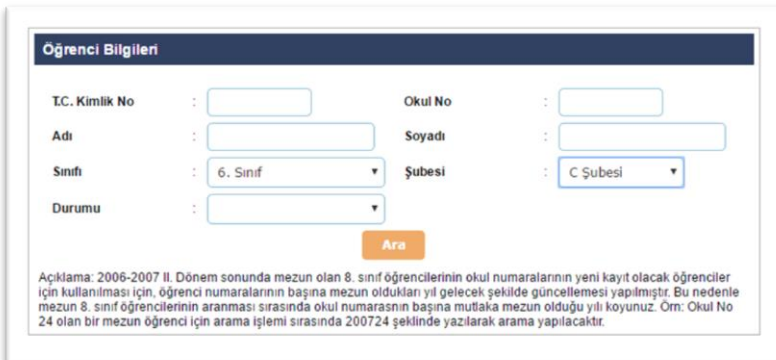 Öğrenci Bilgileri
T.C. Kimlik No : Okul No :
Adı : Soyadı :
Sınıfı : 6. Sınıf Şubesi : C Şubesi
Durumu :
Ara
Açıklama: 2006-2007 II. Dönem sonunda mezun olan 8. sınıf öğrencilerinin okul numaralarının yeni kayıt olacak öğrenciler
için kullanılması için, öğrenci numaralarının başına mezun oldukları yıl gelecek şekilde güncellemesi yapılmıştır. Bu nedenle
mezun 8. sınıf öğrencilerinin aranması sırasında okul numarasnın başına mutlaka mezun olduğu yılı koyunuz. Örn: Okul No
24 olan bir mezun öğrenci için arama işlemi sırasında 200724 şeklinde yazılarak arama yapılacaktır.